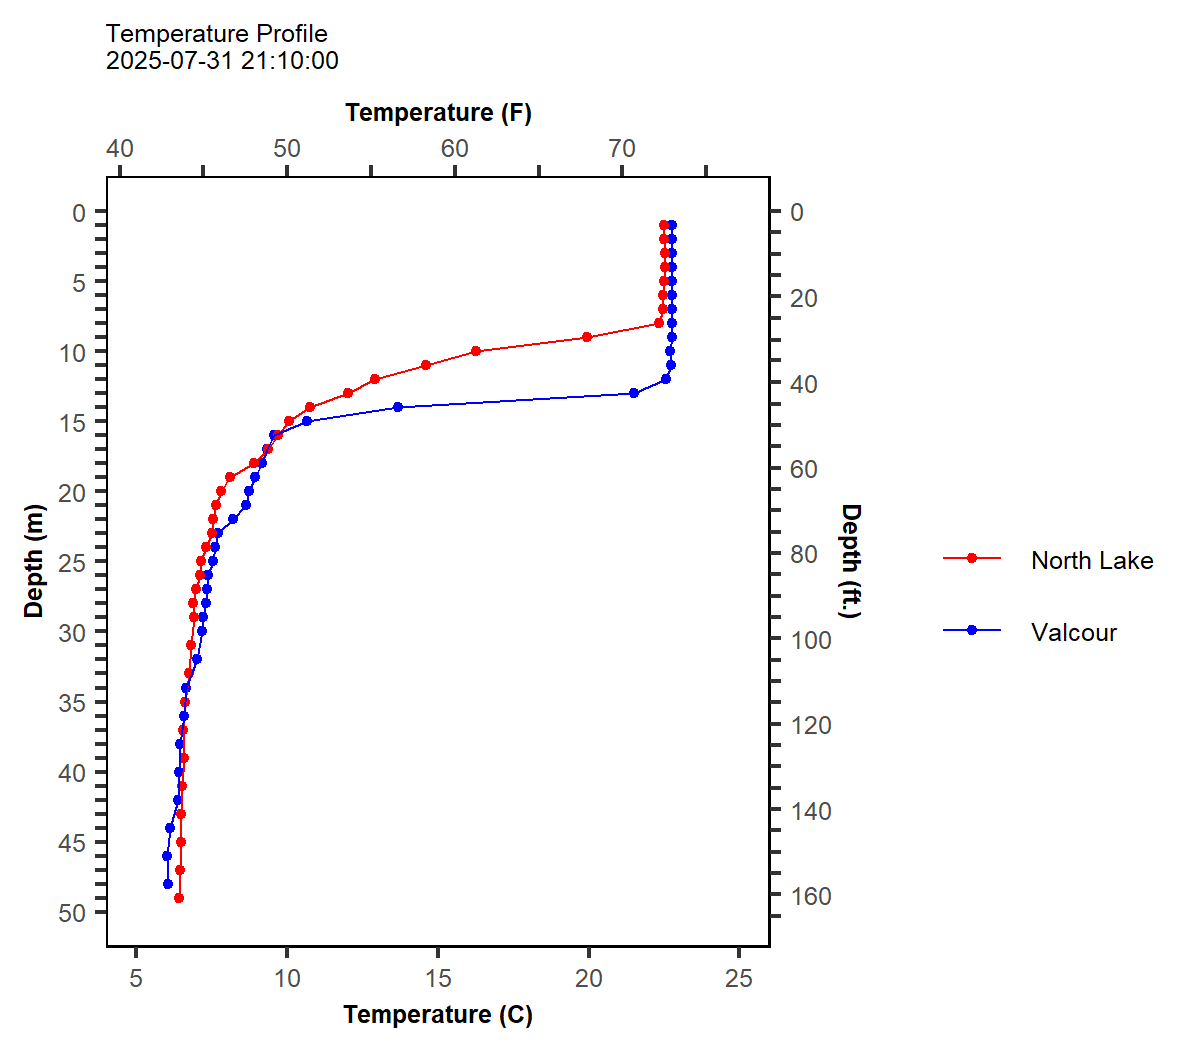 Temperature Profile
2025-07-31 21:10:00
Temperature (F)
40 50 60 70
0 0
5
20
10
40
15
60
20
80
25
100
30
35
120
40
140
45
160
50
Depth (m)
Depth (ft.)
North Lake
Valcour
5 10 15 20 25
Temperature (C)